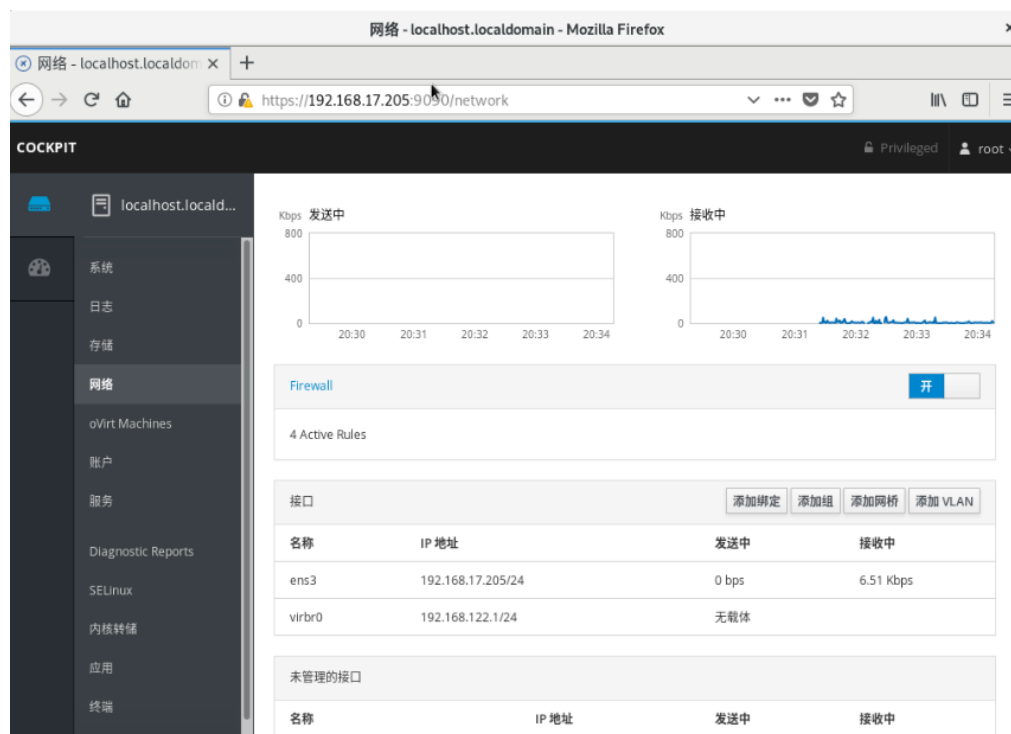 网络 - localhost.localdomain - Mozilla Firefox
网络 - localhost.localdom
https://192.168.17.205:9090/network
COCKPIT
Privileged
root
localhost.locald...
系统
日志
存储
网络
oVirt Machines
账户
服务
Diagnostic Reports
SELinux
内核转储
应用
终端
Kbps 发送中
800
400
0
20:30 20:31 20:32 20:33 20:34
Kbps 接收中
800
400
0
20:30 20:31 20:32 20:33 20:34
Firewall
开
4 Active Rules
接口
添加绑定 添加组 添加网桥 添加 VLAN
名称 IP 地址 发送中 接收中
ens3 192.168.17.205/24 0 bps 6.51 Kbps
virbr0 192.168.122.1/24 无载体
未管理的接口
名称 IP 地址 发送中 接收中